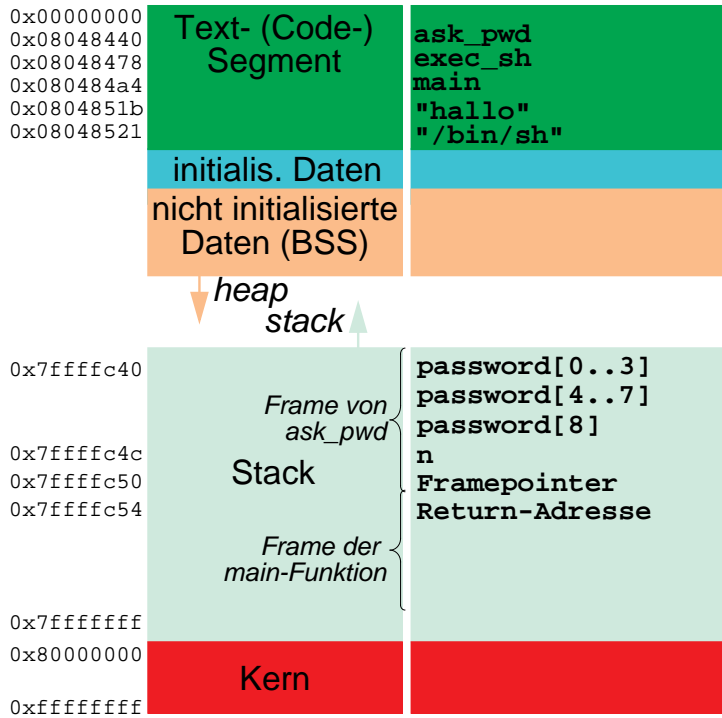 0x00000000
0x08048440
0x08048478
0x080484a4
0x0804851b
0x08048521
Text- (Code-)
Segment
ask_pwd
exec_sh
main
"hallo"
"/bin/sh"
initialis. Daten
nicht initialisierte
Daten (BSS)
heap
stack
0x7ffffc40
0x7ffffc4c
0x7ffffc50
0x7ffffc54
0x7fffffff
Frame von
ask_pwd
Stack
Frame der
main-Funktion
password[0..3]
password[4..7]
password[8]
n
Framepointer
Return-Adresse
0x80000000
0xffffffff
Kern